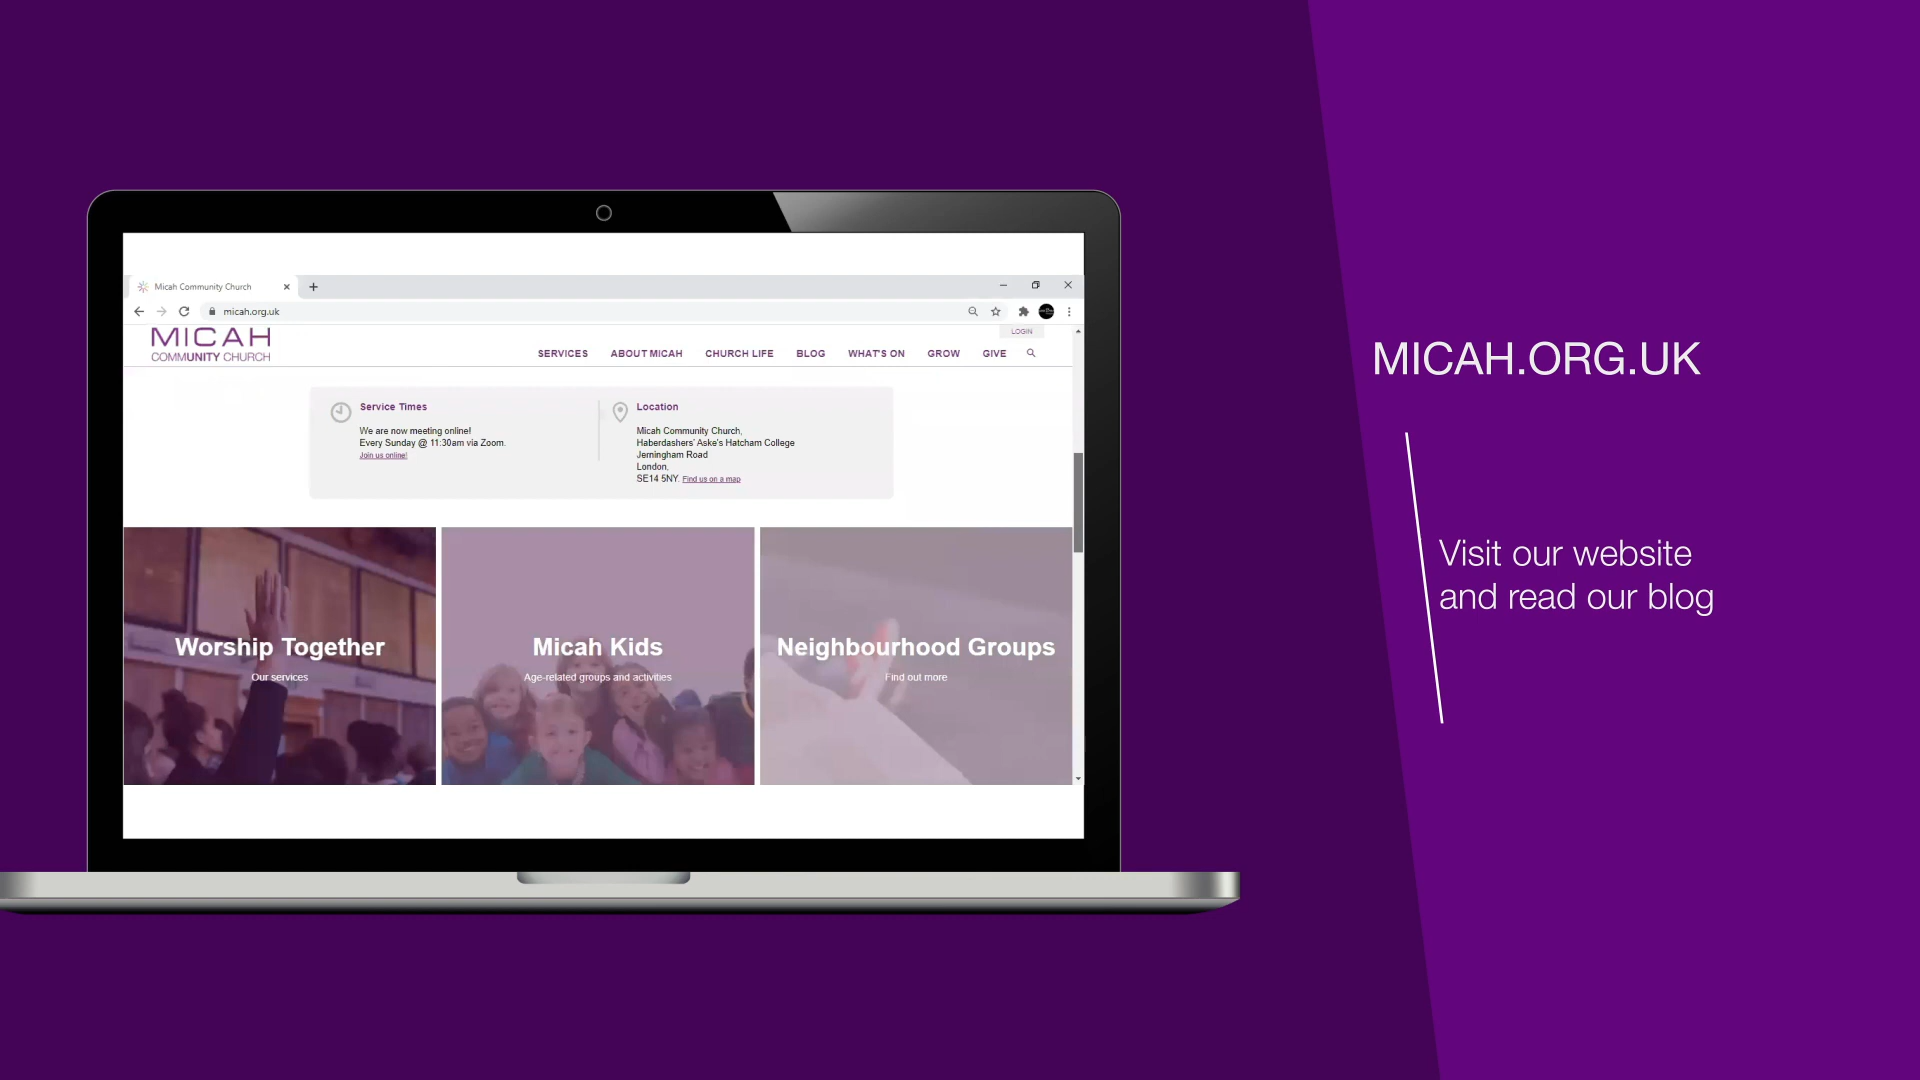 Micah Community Church
micah.org.uk
MICAH
COMMUNITY CHURCH
LOGIN
SERVICES ABOUT MICAH CHURCH LIFE BLOG WHAT'S ON GROW GIVE
Service Times
We are now meeting online!
Every Sunday @ 11:30am via Zoom.
Join us online!
Location
Micah Community Church,
Haberdashers' Aske's Hatcham College
Jerningham Road
London,
SE14 5NY. Find us on a map
Worship Together
Our services
Micah Kids
Age-related groups and activities
Neighbourhood Groups
Find out more
MICAH.ORG.UK
Visit our website
and read our blog